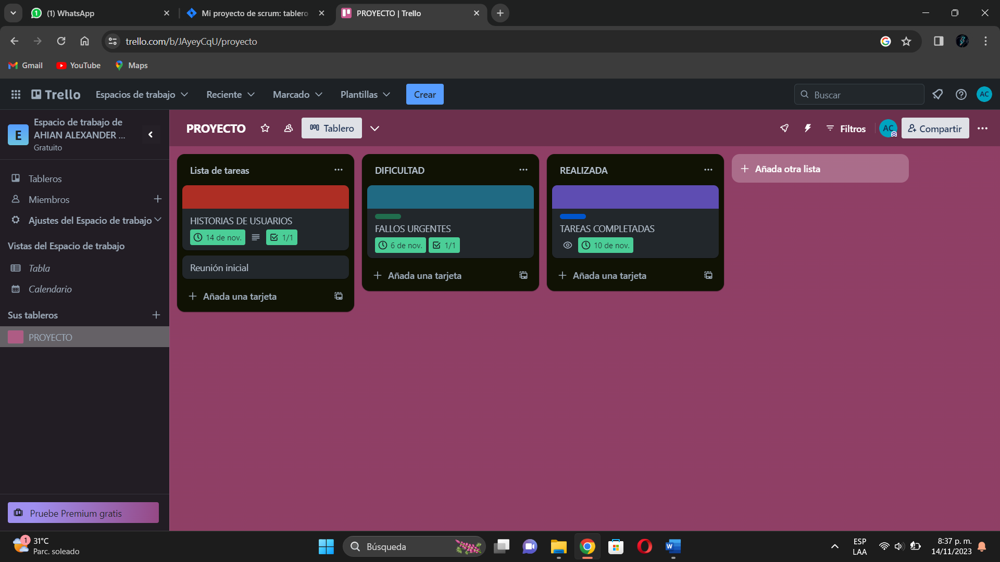 (1) WhatsApp
Mi proyecto de scrum: tablero
PROYECTO | Trello
trello.com/b/JAyeyCqU/proyecto
Gmail
YouTube
Maps
Trello
Espacios de trabajo
Reciente
Marcado
Plantillas
Crear
Buscar
AC
E
Espacio de trabajo de
AHIAN ALEXANDER ...
Gratuito
PROYECTO
Tablero
Filtros
AC
Compartir
Tableros
Miembros
Ajustes del Espacio de trabajo
Vistas del Espacio de trabajo
Tabla
Calendario
Sus tableros
PROYECTO
Pruebe Premium gratis
Lista de tareas
HISTORIAS DE USUARIOS
14 de nov.
1/1
Reunión inicial
Añada una tarjeta
DIFICULTAD
FALLOS URGENTES
6 de nov.
1/1
Añada una tarjeta
REALIZADA
TAREAS COMPLETADAS
10 de nov.
Añada una tarjeta
Añada otra lista
1
31°C
Parc. soleado
Búsqueda
W
ESP
LAA
8:37 p. m.
14/11/2023